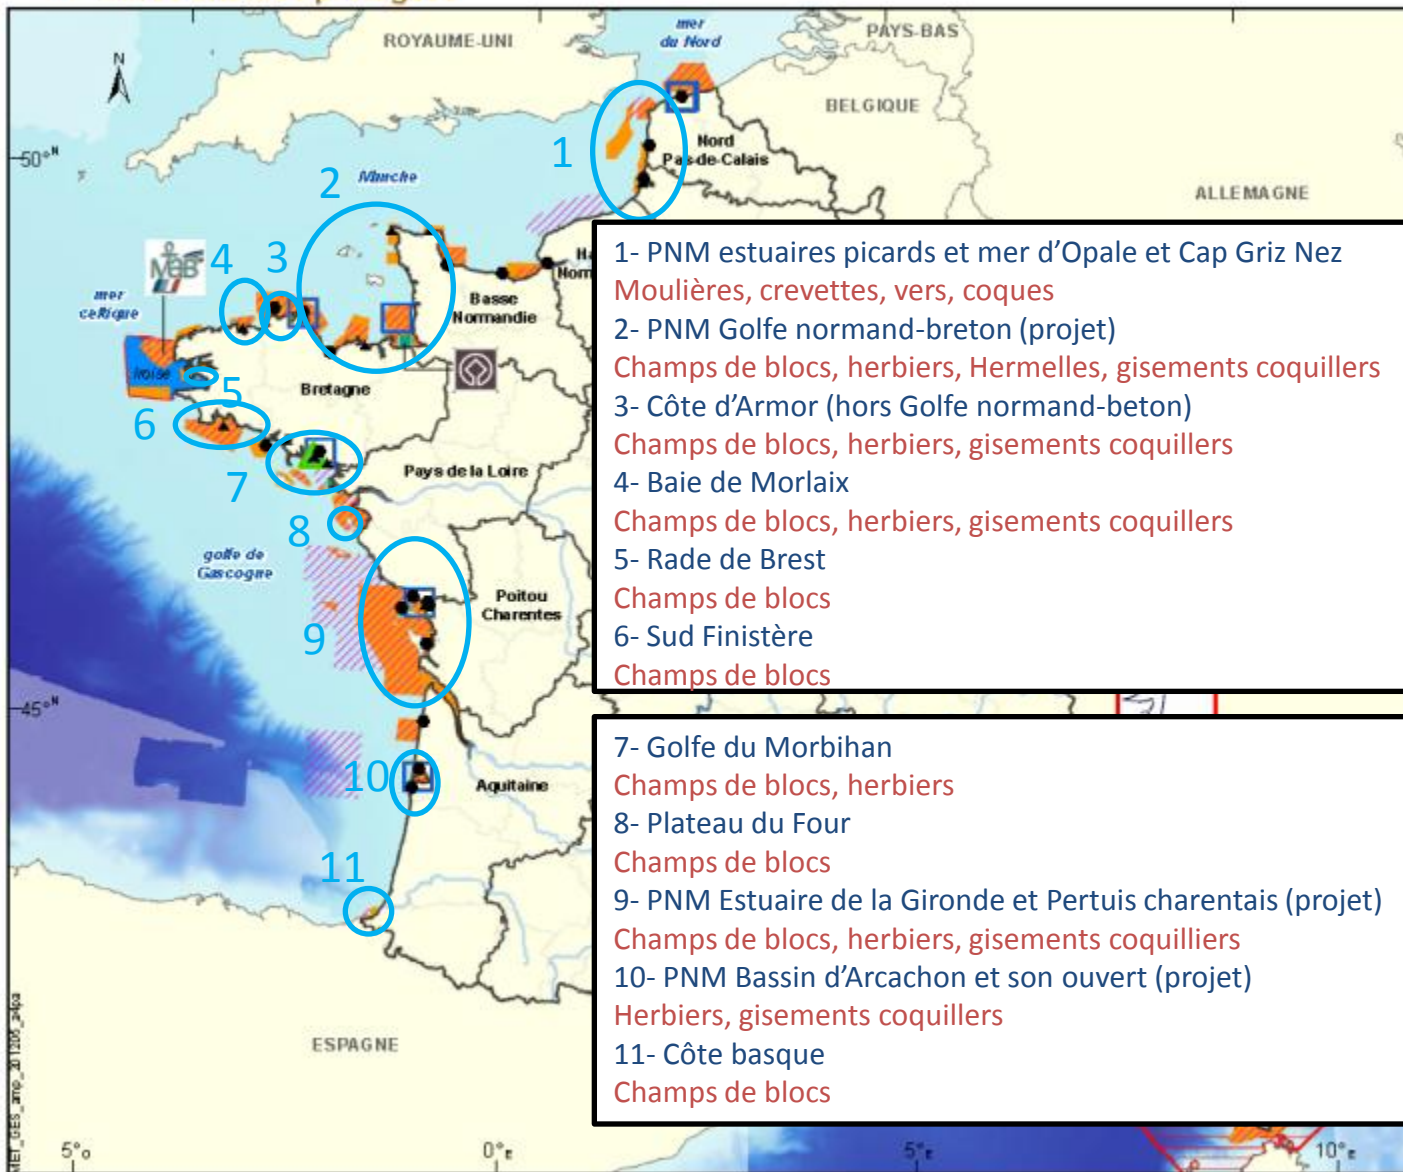 mer
du Nord
ROYAUME-UNI
PAYS-BAS
N
BELGIQUE
1
Nord
Pas-de-Calais
50°N
2
Manche
ALLEMAGNE
MaB
4
3
mer
celtique
Basse
Normandie
Iroise
5
Bretagne
6
7
Pays de la Loire
8
golfe de
Gascogne
Poitou
Charentes
9
45°N
10
Aquitaine
11
ESPAGNE
5°O
0°E
5°E
10°E
1- PNM estuaires picards et mer d'Opale et Cap Griz Nez
Moulières, crevettes, vers, coques
2- PNM Golfe normand-breton (projet)
Champs de blocs, herbiers, Hermelles, gisements coquillers
3- Côte d'Armor (hors Golfe normand-beton)
Champs de blocs, herbiers, gisements coquillers
4- Baie de Morlaix
Champs de blocs, herbiers, gisements coquillers
5- Rade de Brest
Champs de blocs
6- Sud Finistère
Champs de blocs
7- Golfe du Morbihan
Champs de blocs, herbiers
8- Plateau du Four
Champs de blocs
9- PNM Estuaire de la Gironde et Pertuis charentais (projet)
Champs de blocs, herbiers, gisements coquilliers
10- PNM Bassin d'Arcachon et son ouvert (projet)
Herbiers, gisements coquillers
11- Côte basque
Champs de blocs